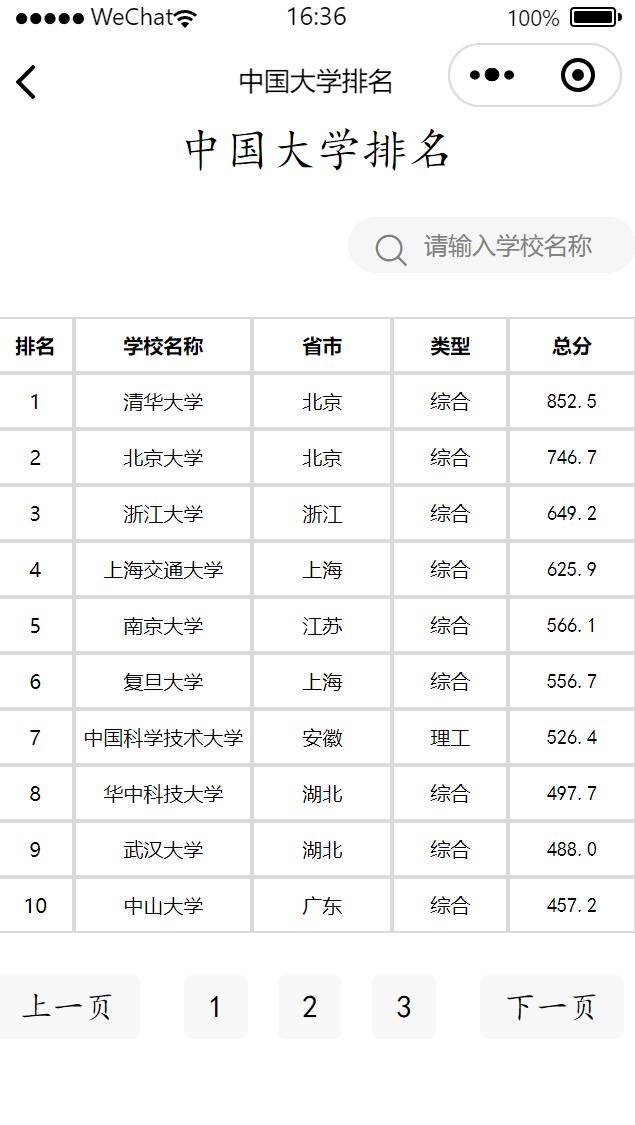 WeChat 16:36 100%
中国大学排名
中国大学排名
请输入学校名称
排名 学校名称 省市 类型 总分
1 清华大学 北京 综合 852.5
2 北京大学 北京 综合 746.7
3 浙江大学 浙江 综合 649.2
4 上海交通大学 上海 综合 625.9
5 南京大学 江苏 综合 566.1
6 复旦大学 上海 综合 556.7
7 中国科学技术大学 安徽 理工 526.4
8 华中科技大学 湖北 综合 497.7
9 武汉大学 湖北 综合 488.0
10 中山大学 广东 综合 457.2
上一页 1 2 3 下一页